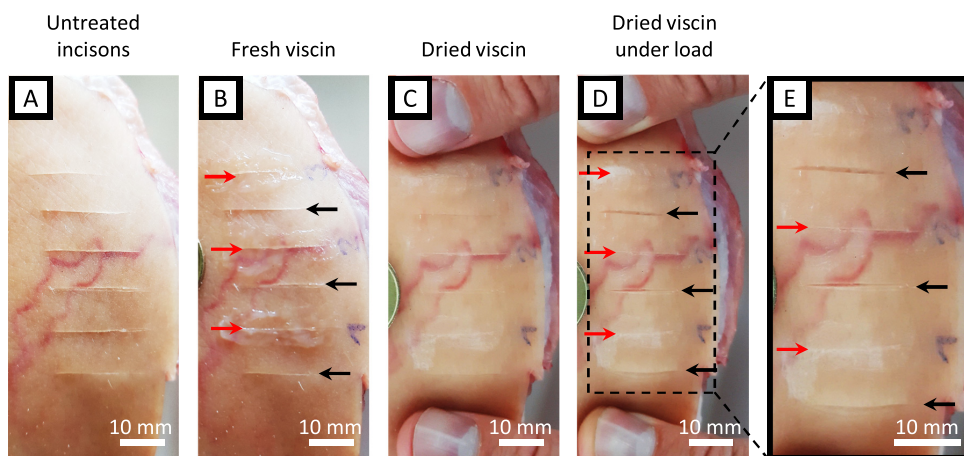 Untreated
incisons
Fresh viscin
Dried viscin
Dried viscin
under load
A
B
C
D
E
10 mm
10 mm
10 mm
10 mm
10 mm